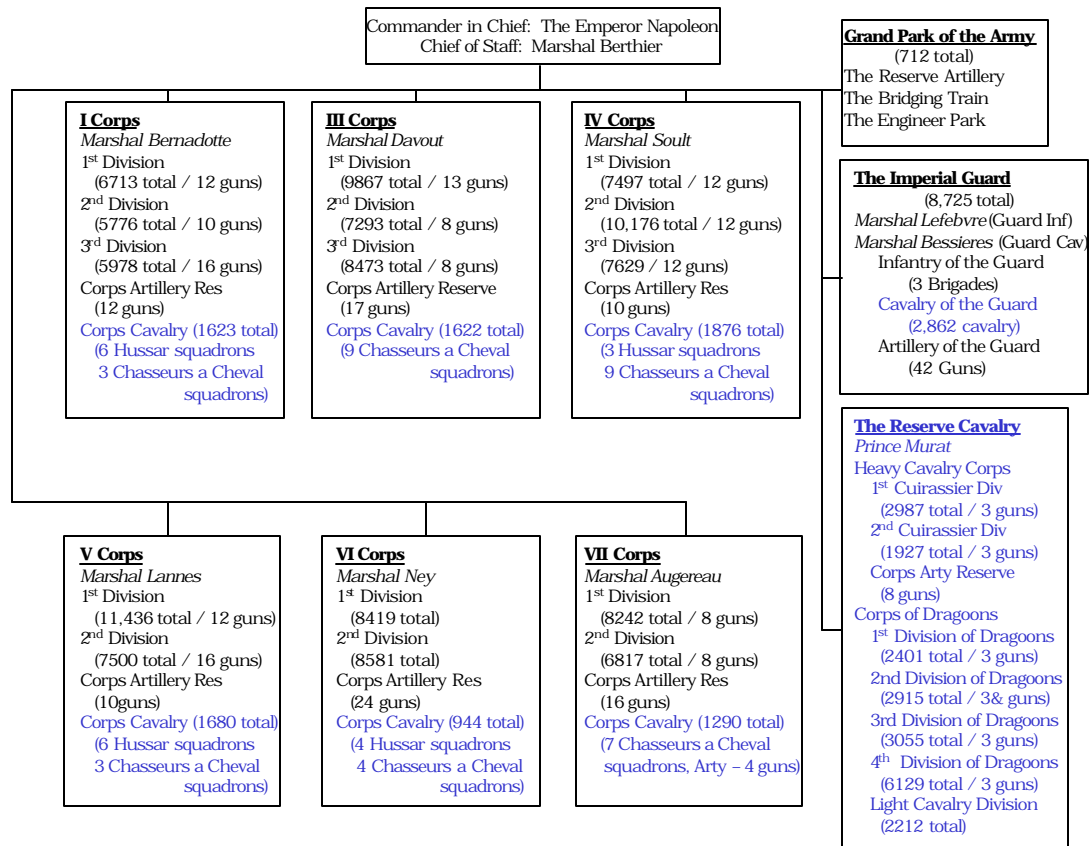 Commander in Chief: The Emperor Napoleon
Chief of Staff: Marshal Berthier
Grand Park of the Army
(712 total)
The Reserve Artillery
The Bridging Train
The Engineer Park
I Corps
Marshal Bernadotte
1st Division
(6713 total / 12 guns)
2nd Division
(5776 total / 10 guns)
3rd Division
(5978 total / 16 guns)
Corps Artillery Res
(12 guns)
Corps Cavalry (1623 total)
(6 Hussar squadrons
3 Chasseurs a Cheval
squadrons)
III Corps
Marshal Davout
1st Division
(9867 total / 13 guns)
2nd Division
(7293 total / 8 guns)
3rd Division
(8473 total / 8 guns)
Corps Artillery Reserve
(17 guns)
Corps Cavalry (1622 total)
(9 Chasseurs a Cheval
squadrons)
IV Corps
Marshal Soult
1st Division
(7497 total / 12 guns)
2nd Division
(10,176 total / 12 guns)
3rd Division
(7629 / 12 guns)
Corps Artillery Res
(10 guns)
Corps Cavalry (1876 total)
(3 Hussar squadrons
9 Chasseurs a Cheval
squadrons)
The Imperial Guard
(8,725 total)
Marshal Lefebvre (Guard Inf)
Marshal Bessieres (Guard Cav)
Infantry of the Guard
(3 Brigades)
Cavalry of the Guard
(2,862 cavalry)
Artillery of the Guard
(42 Guns)
The Reserve Cavalry
Prince Murat
Heavy Cavalry Corps
1st Cuirassier Div
(2987 total / 3 guns)
2nd Cuirassier Div
(1927 total / 3 guns)
Corps Arty Reserve
(8 guns)
Corps of Dragoons
1st Division of Dragoons
(2401 total / 3 guns)
2nd Division of Dragoons
(2915 total / 3& guns)
3rd Division of Dragoons
(3055 total / 3 guns)
4th Division of Dragoons
(6129 total / 3 guns)
Light Cavalry Division
(2212 total)
V Corps
Marshal Lannes
1st Division
(11,436 total / 12 guns)
2nd Division
(7500 total / 16 guns)
Corps Artillery Res
(10guns)
Corps Cavalry (1680 total)
(6 Hussar squadrons
3 Chasseurs a Cheval
squadrons)
VI Corps
Marshal Ney
1st Division
(8419 total)
2nd Division
(8581 total)
Corps Artillery Res
(24 guns)
Corps Cavalry (944 total)
(4 Hussar squadrons
4 Chasseurs a Cheval
squadrons)
VII Corps
Marshal Augereau
1st Division
(8242 total / 8 guns)
2nd Division
(6817 total / 8 guns)
Corps Artillery Res
(16 guns)
Corps Cavalry (1290 total)
(7 Chasseurs a Cheval
squadrons, Arty – 4 guns)